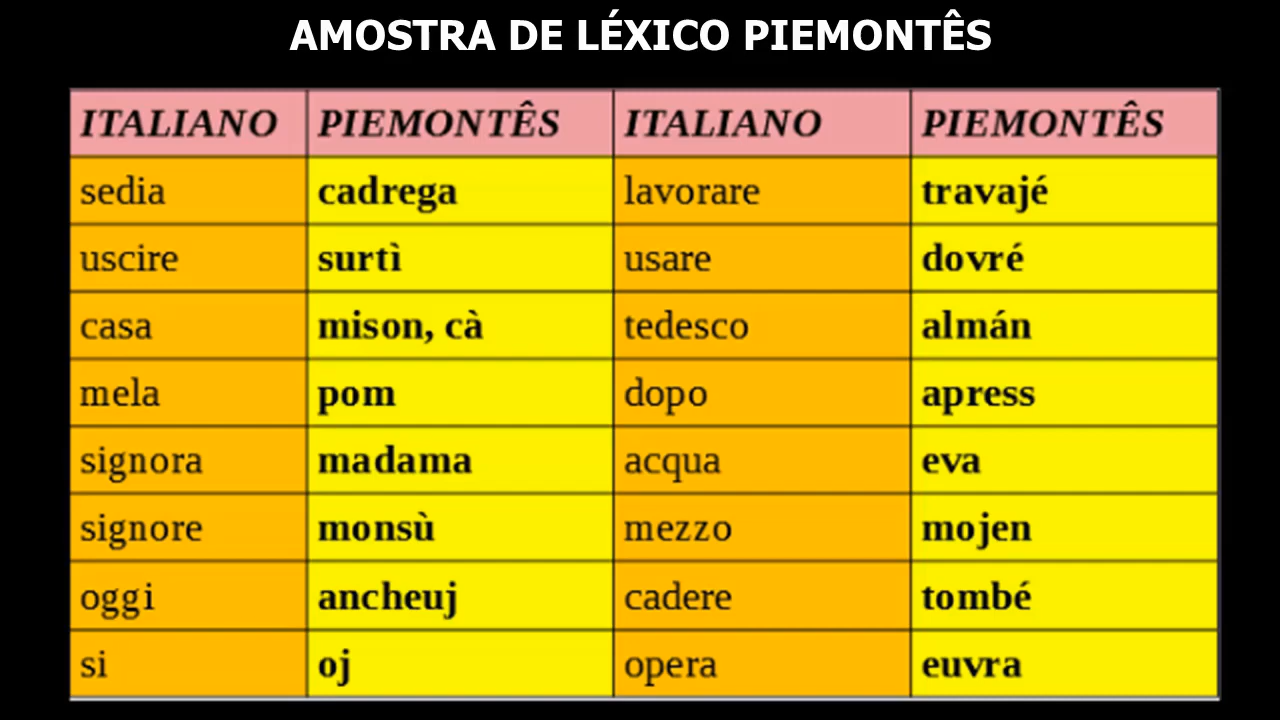 AMOSTRA DE LÉXICO PIEMONTÊS
ITALIANO PIEMONTÊS ITALIANO PIEMONTÊS
sedia cadrega lavorare travajé
uscire surtì usare dovré
casa mison, cà tedesco almán
mela pom dopo apress
signora madama acqua eva
signore monsù mezzo mojen
oggi ancheuj cadere tombé
si oj opera euvra